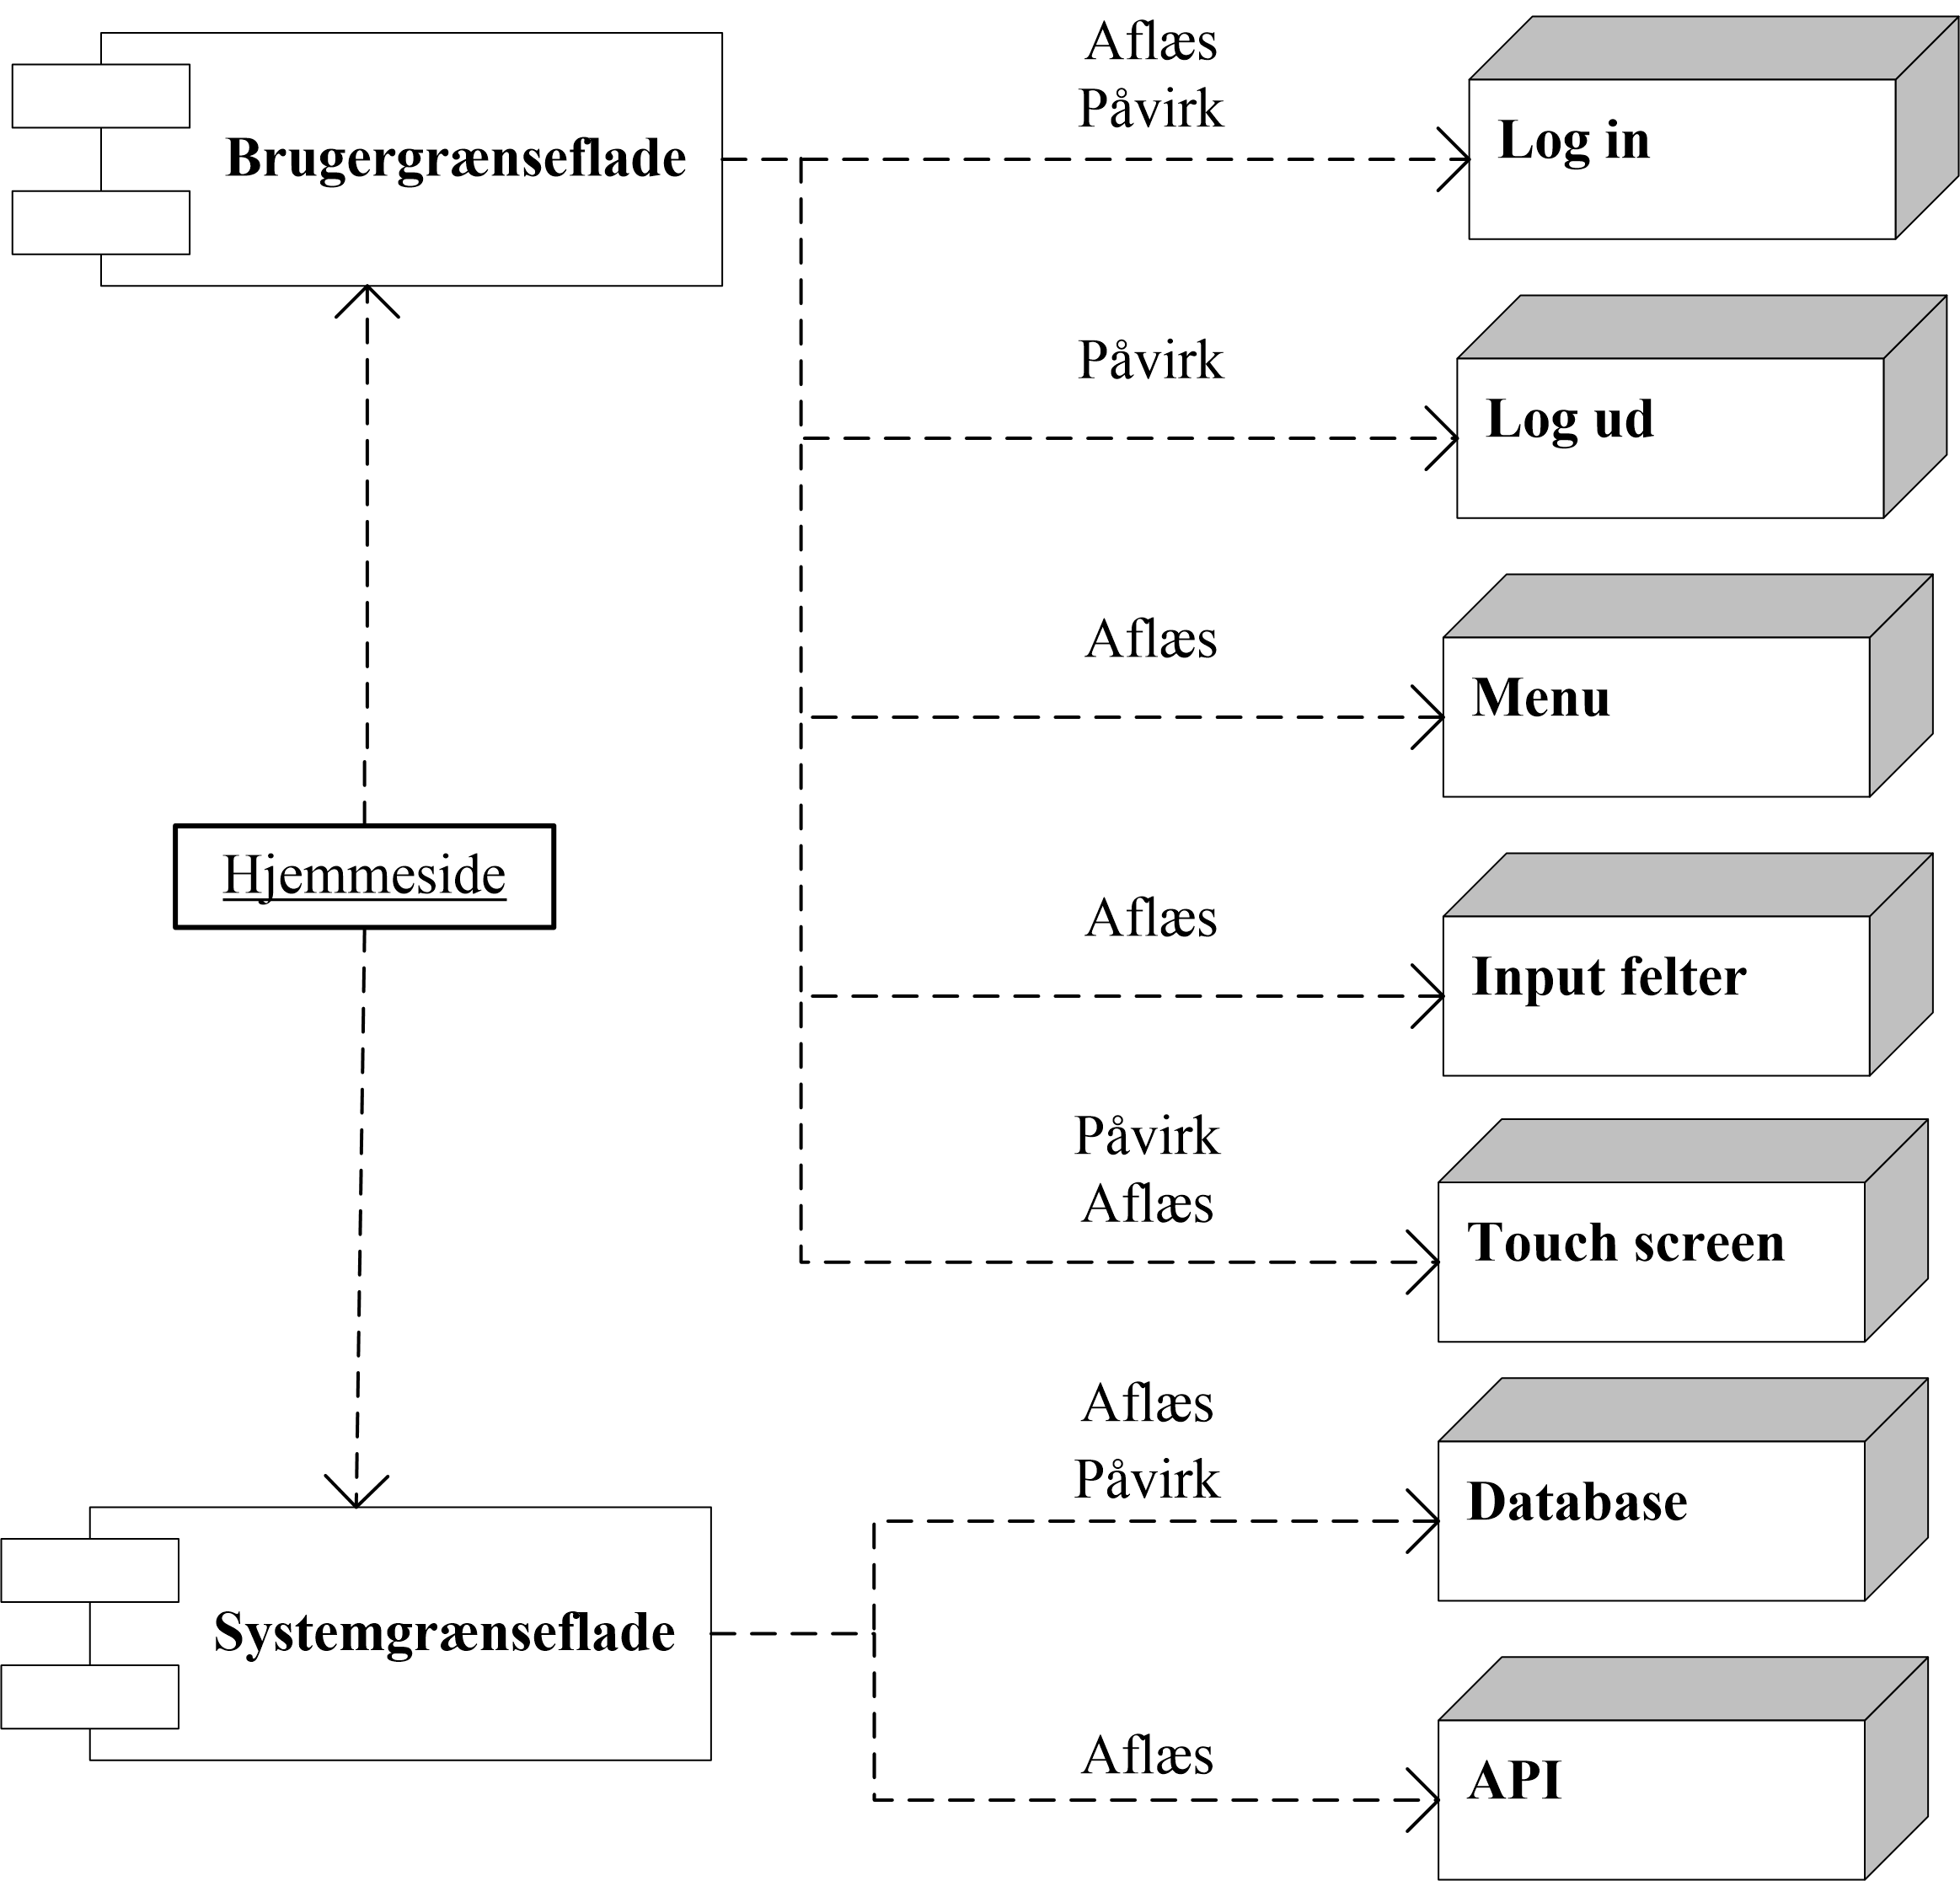 Aflæs
Påvirk
Brugergrænseflade
Log in
Påvirk
Log ud
Aflæs
Menu
Hjemmeside
Aflæs
Input felter
Påvirk
Aflæs
Touch screen
Aflæs
Påvirk
Database
Systemgrænseflade
Aflæs
API